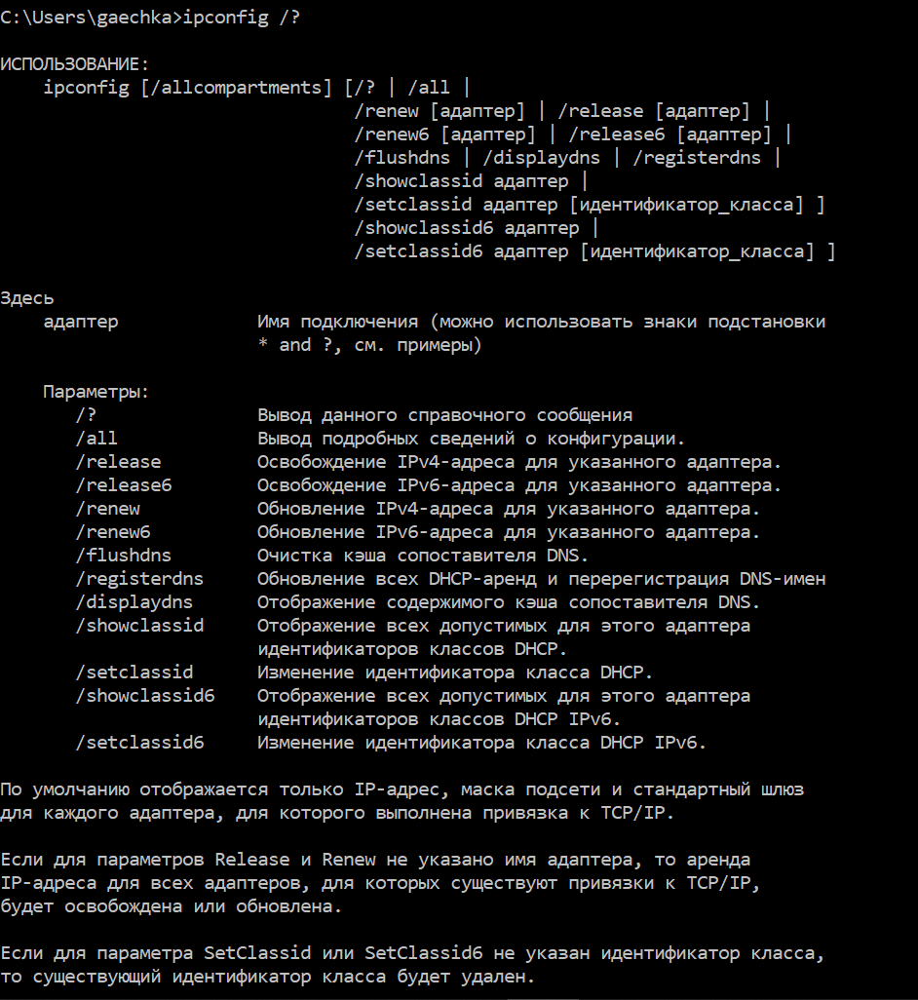 C:\Users\gaechka>ipconfig /?
ИСПОЛЬЗОВАНИЕ:
ipconfig [/allcompartments] [/? | /all |
/renew [адаптер] | /release [адаптер] |
/renew6 [адаптер] | /release6 [адаптер] |
/flushdns | /displaydns | /registerdns |
/showclassid адаптер |
/setclassid адаптер [идентификатор_класса] ]
/showclassid6 адаптер |
/setclassid6 адаптер [идентификатор_класса] ]
Здесь
адаптер Имя подключения (можно использовать знаки подстановки
* and ?, см. примеры)
Параметры:
/? Вывод данного справочного сообщения
/all Вывод подробных сведений о конфигурации.
/release Освобождение IPv4-адреса для указанного адаптера.
/release6 Освобождение IPv6-адреса для указанного адаптера.
/renew Обновление IPv4-адреса для указанного адаптера.
/renew6 Обновление IPv6-адреса для указанного адаптера.
/flushdns Очистка кэша сопоставителя DNS.
/registerdns Обновление всех DHCP-аренд и перерегистрация DNS-имен
/displaydns Отображение содержимого кэша сопоставителя DNS.
/showclassid Отображение всех допустимых для этого адаптера
идентификаторов классов DHCP.
/setclassid Изменение идентификатора класса DHCP.
/showclassid6 Отображение всех допустимых для этого адаптера
идентификаторов классов DHCP IPv6.
/setclassid6 Изменение идентификатора класса DHCP IPv6.
По умолчанию отображается только IP-адрес, маска подсети и стандартный шлюз
для каждого адаптера, для которого выполнена привязка к TCP/IP.
Если для параметров Release и Renew не указано имя адаптера, то аренда
IP-адреса для всех адаптеров, для которых существуют привязки к TCP/IP,
будет освобождена или обновлена.
Если для параметра SetClassid или SetClassid6 не указан идентификатор класса,
то существующий идентификатор класса будет удален.